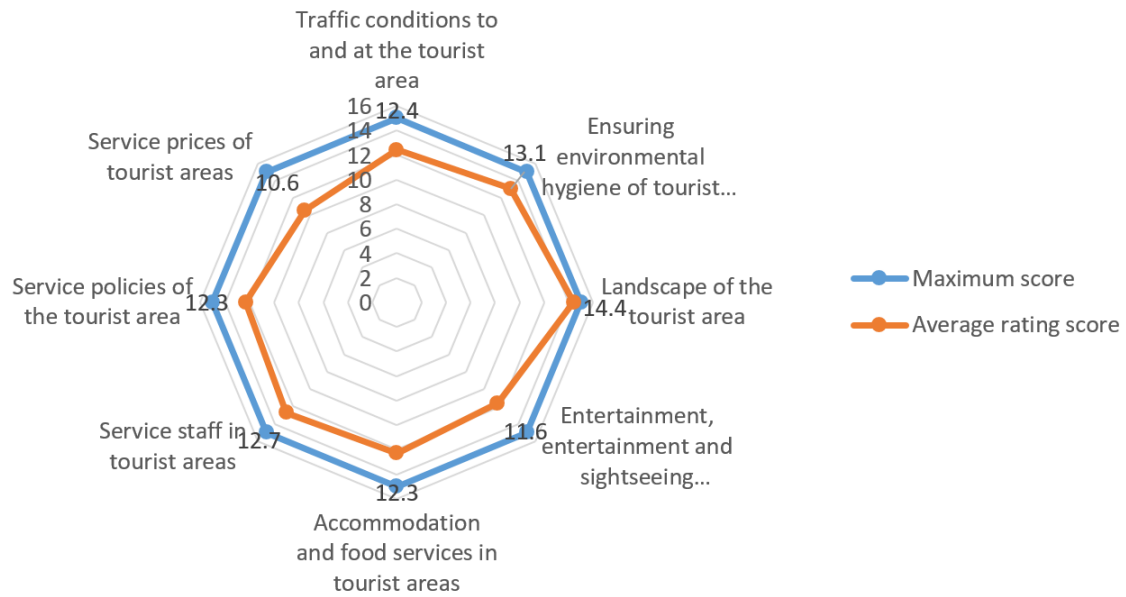 Traffic conditions to
and at the tourist
area
16
14
12
10
8
6
4
2
0
12.4
13.1
14.4
11.6
12.3
12.7
12.3
10.6
Ensuring
environmental
hygiene of tourist...
Landscape of the
tourist area
Entertainment,
entertainment and
sightseeing...
Accommodation
and food services in
tourist areas
Service staff in
tourist areas
Service policies of
the tourist area
Service prices of
tourist areas
Maximum score
Average rating score